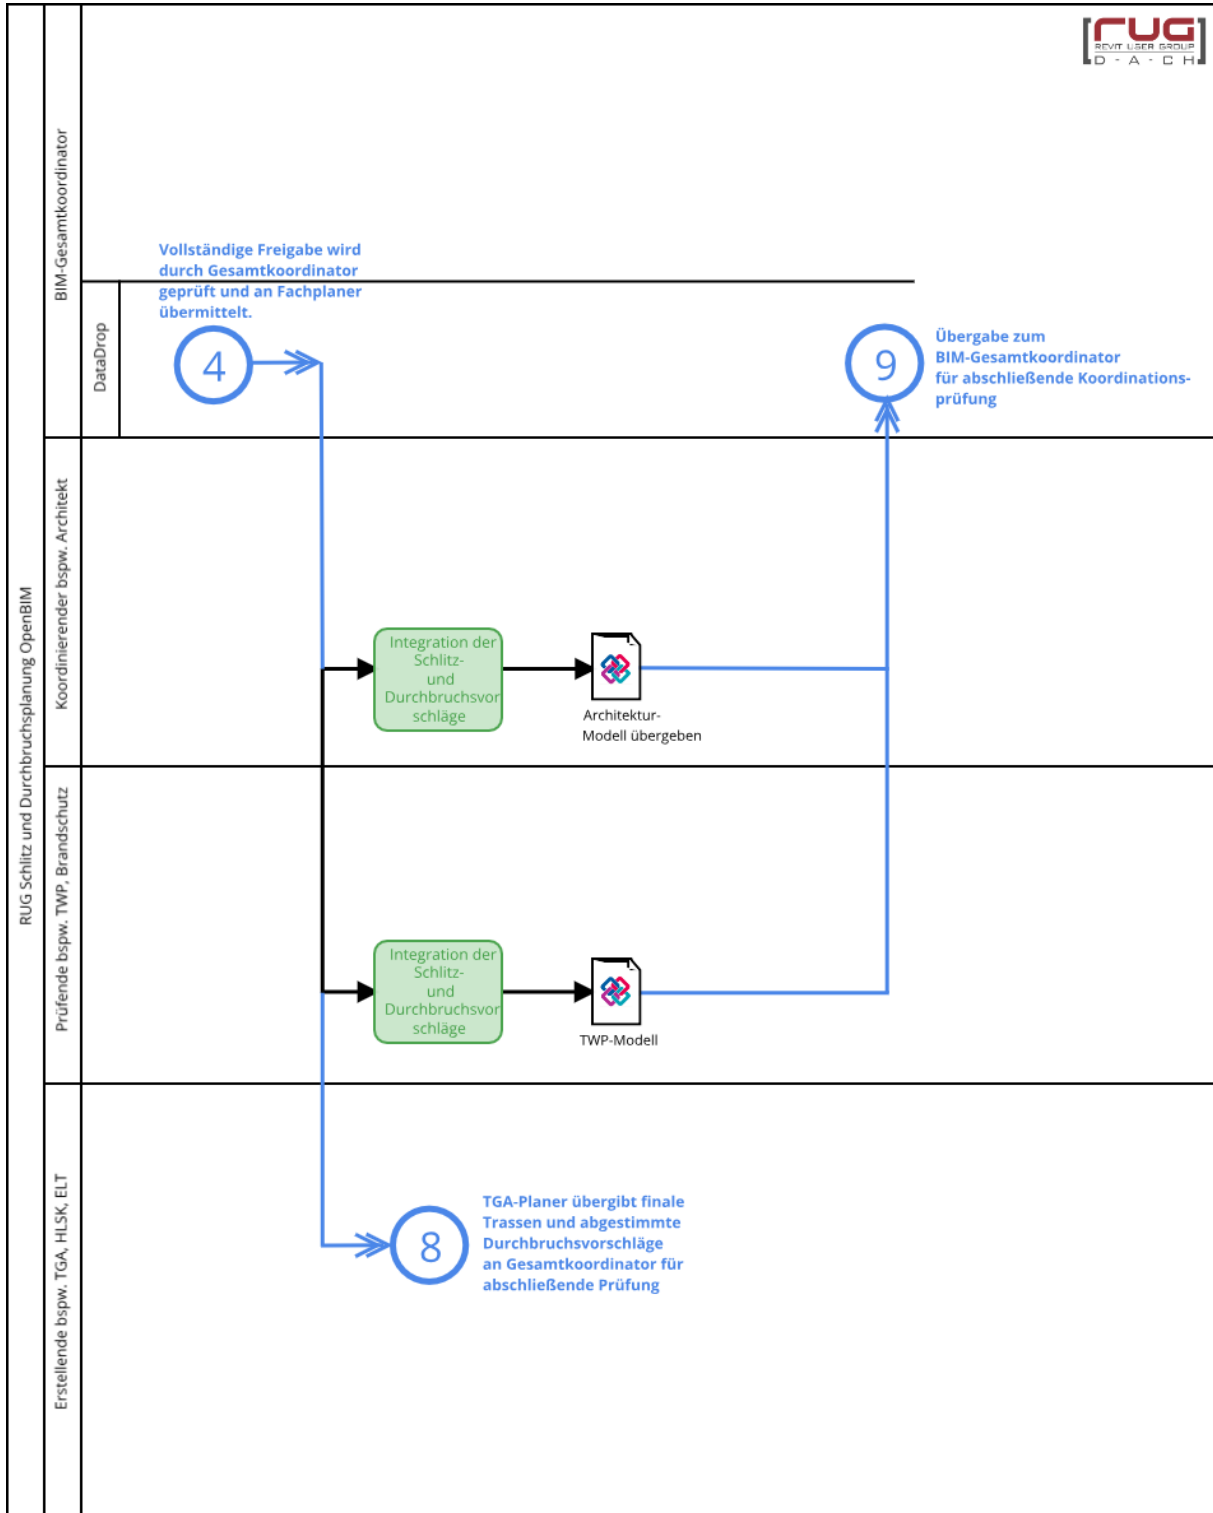 rug
REVIT USER GROUP
D - A - C H
RUG Schlitz und Durchbruchsplanung OpenBIM
BIM-Gesamtkoordinator
DataDrop
Vollständige Freigabe wird
durch Gesamtkoordinator
geprüft und an Fachplaner
übermittelt.
4
9
Übergabe zum
BIM-Gesamtkoordinator
für abschließende Koordinations-
prüfung
Koordinierender bspw. Architekt
Integration der
Schlitz-
und
Durchbruchsvor
schläge
Architektur-
Modell übergeben
Prüfende bspw. TWP, Brandschutz
Integration der
Schlitz-
und
Durchbruchsvor
schläge
TWP-Modell
Erstellende bspw. TGA, HLSK, ELT
8
TGA-Planer übergibt finale
Trassen und abgestimmte
Durchbruchsvorschläge
an Gesamtkoordinator für
abschließende Prüfung